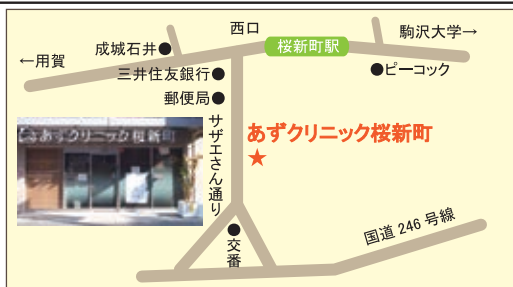 西口
桜新町駅
駒沢大学→
成城石井●
←用賀
三井住友銀行●
●ピーコック
郵便局●
サザエさん通り
あずクリニック桜新町
★
あずクリニック桜新町
●交番
国道246号線